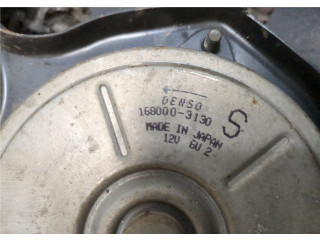 DENSO
168000-3130
MADE IN JAPAN
12V 6U 2
S